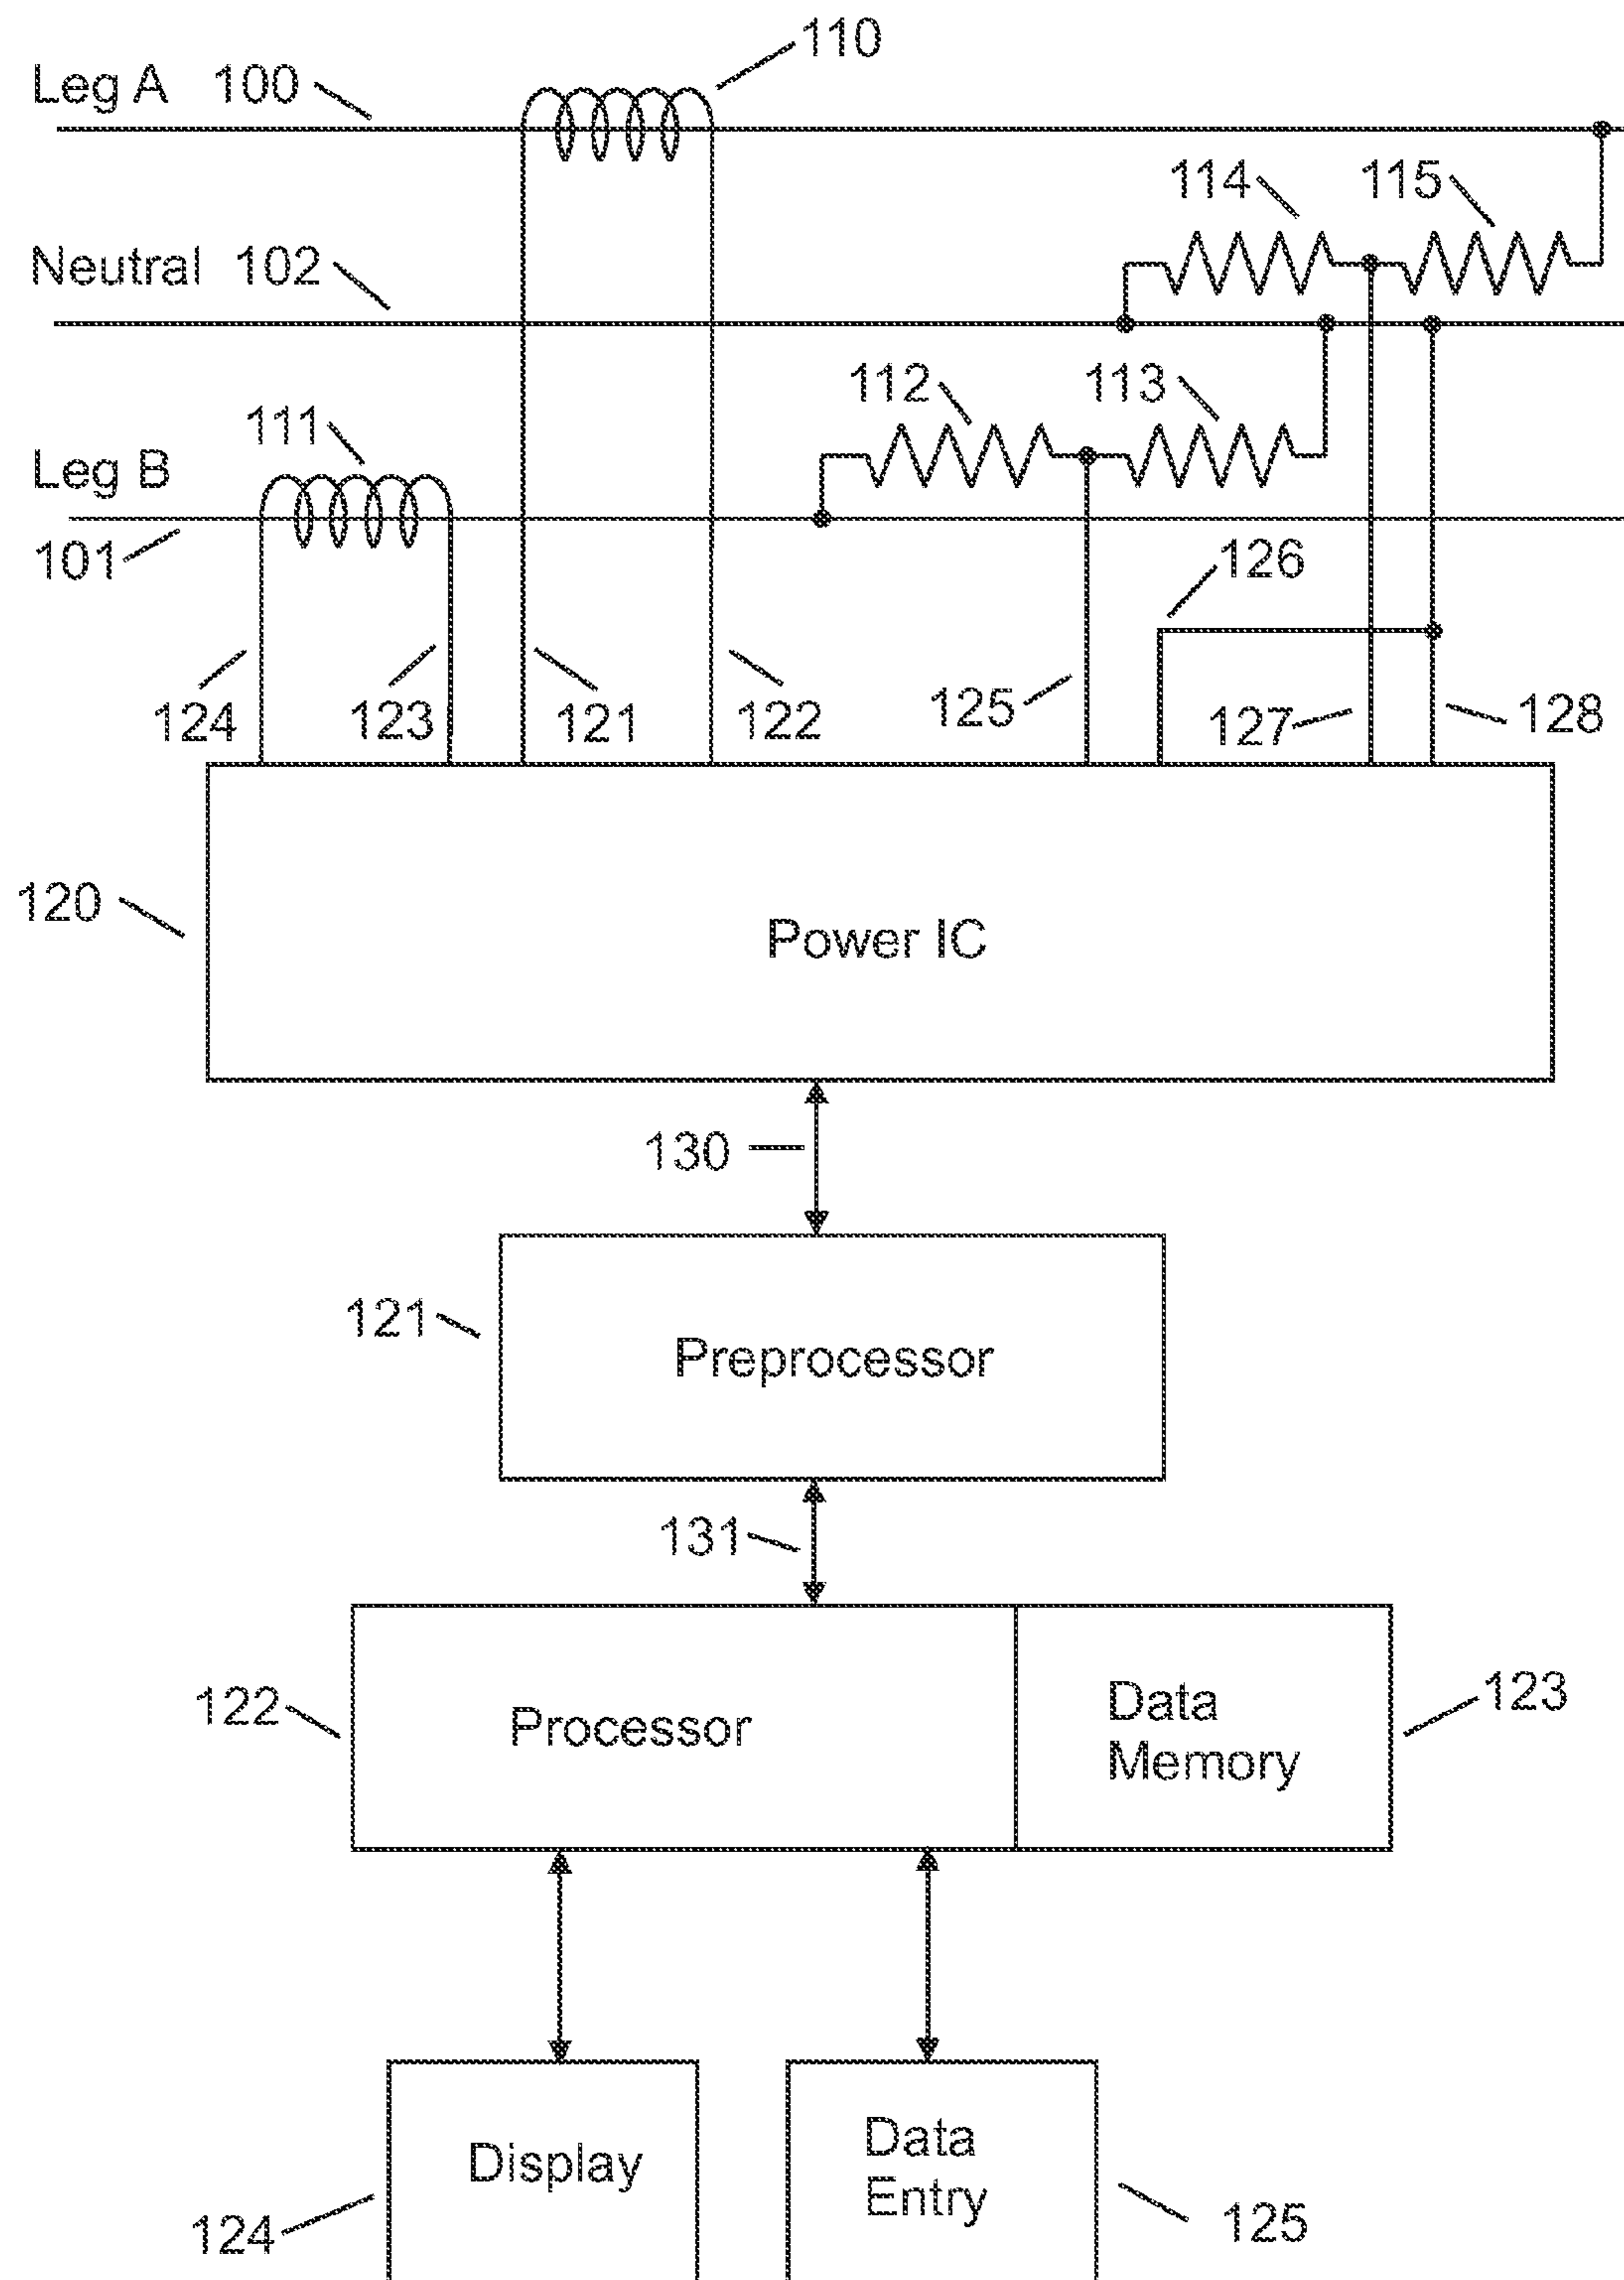 110
Leg A 100
114 115
Neutral 102
112 113
111
Leg B
101
126
124 123 121 122 125 127 128
120
Power IC
130
121
Preprocessor
131
122
Processor
Data
Memory
123
Display
Data
Entry
124
125